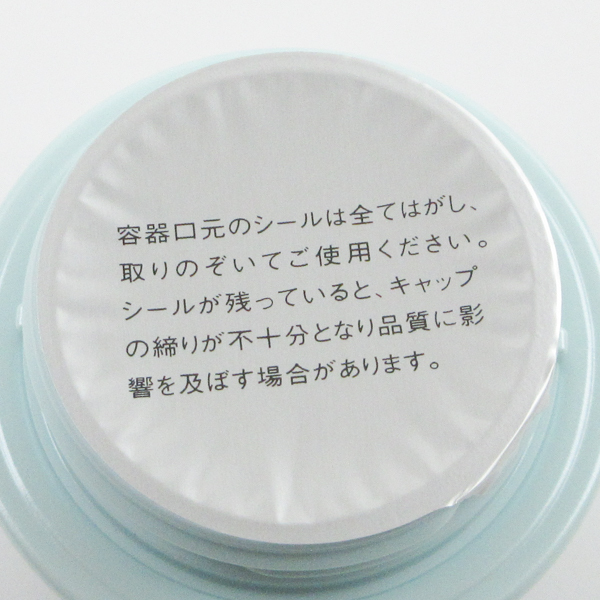 容器口元のシールは全てはがし、
取りのぞいてご使用ください。
シールが残っていると、キャップ
の締りが不十分となり品質に影
響を及ぼす場合があります。